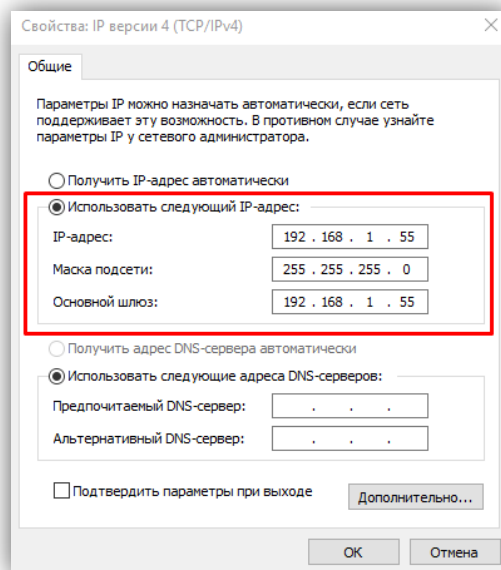 Свойства: IP версии 4 (TCP/IPv4)
Общие
Параметры IP можно назначать автоматически, если сеть
поддерживает эту возможность. В противном случае узнайте
параметры IP у сетевого администратора.
Получить IP-адрес автоматически
Использовать следующий IP-адрес:
IP-адрес: 192 . 168 . 1 . 55
Маска подсети: 255 . 255 . 255 . 0
Основной шлюз: 192 . 168 . 1 . 55
Получить адрес DNS-сервера автоматически
Использовать следующие адреса DNS-серверов:
Предпочитаемый DNS-сервер: . . .
Альтернативный DNS-сервер: . . .
Подтвердить параметры при выходе
Дополнительно...
ОК Отмена